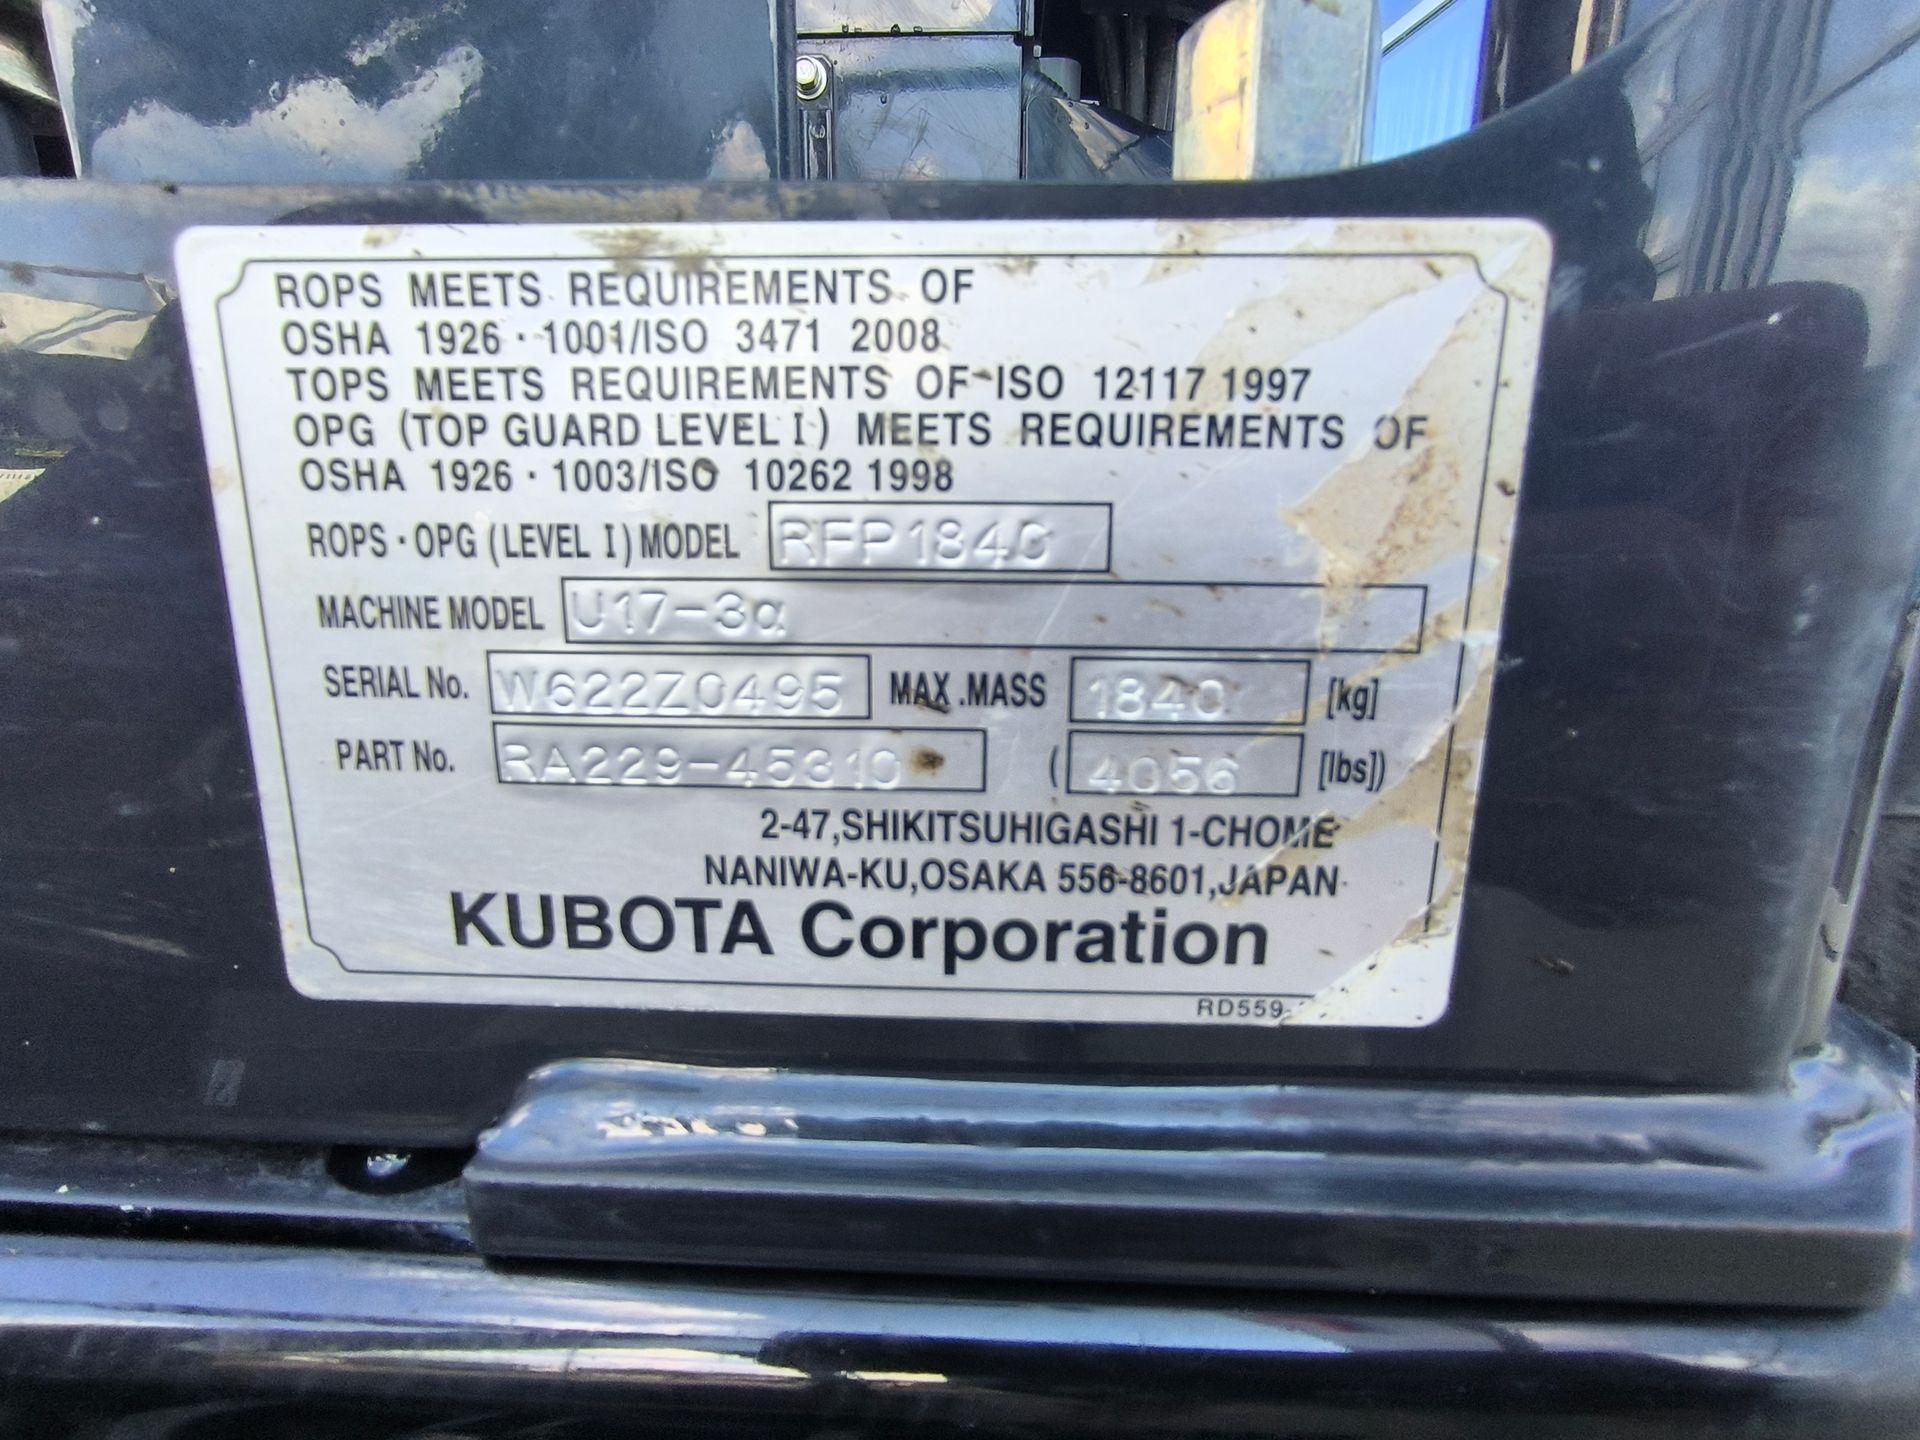 ROPS MEETS REQUIREMENTS OF
OSHA 1926・1001/ISO 3471 2008
TOPS MEETS REQUIREMENTS OF ISO 12117 1997
OPG (TOP GUARD LEVEL I) MEETS REQUIREMENTS OF
OSHA 1926・1003/ISO 10262 1998
ROPS・OPG (LEVEL I) MODEL RFP1840
MACHINE MODEL U17-3α
SERIAL No. W622Z0495 MAX.MASS 1840 [kg]
PART No. RA229-45310 (4056 [lbs])
2-47,SHIKITSUHIGASHI 1-CHOME
NANIWA-KU,OSAKA 556-8601,JAPAN
KUBOTA Corporation
RD559-